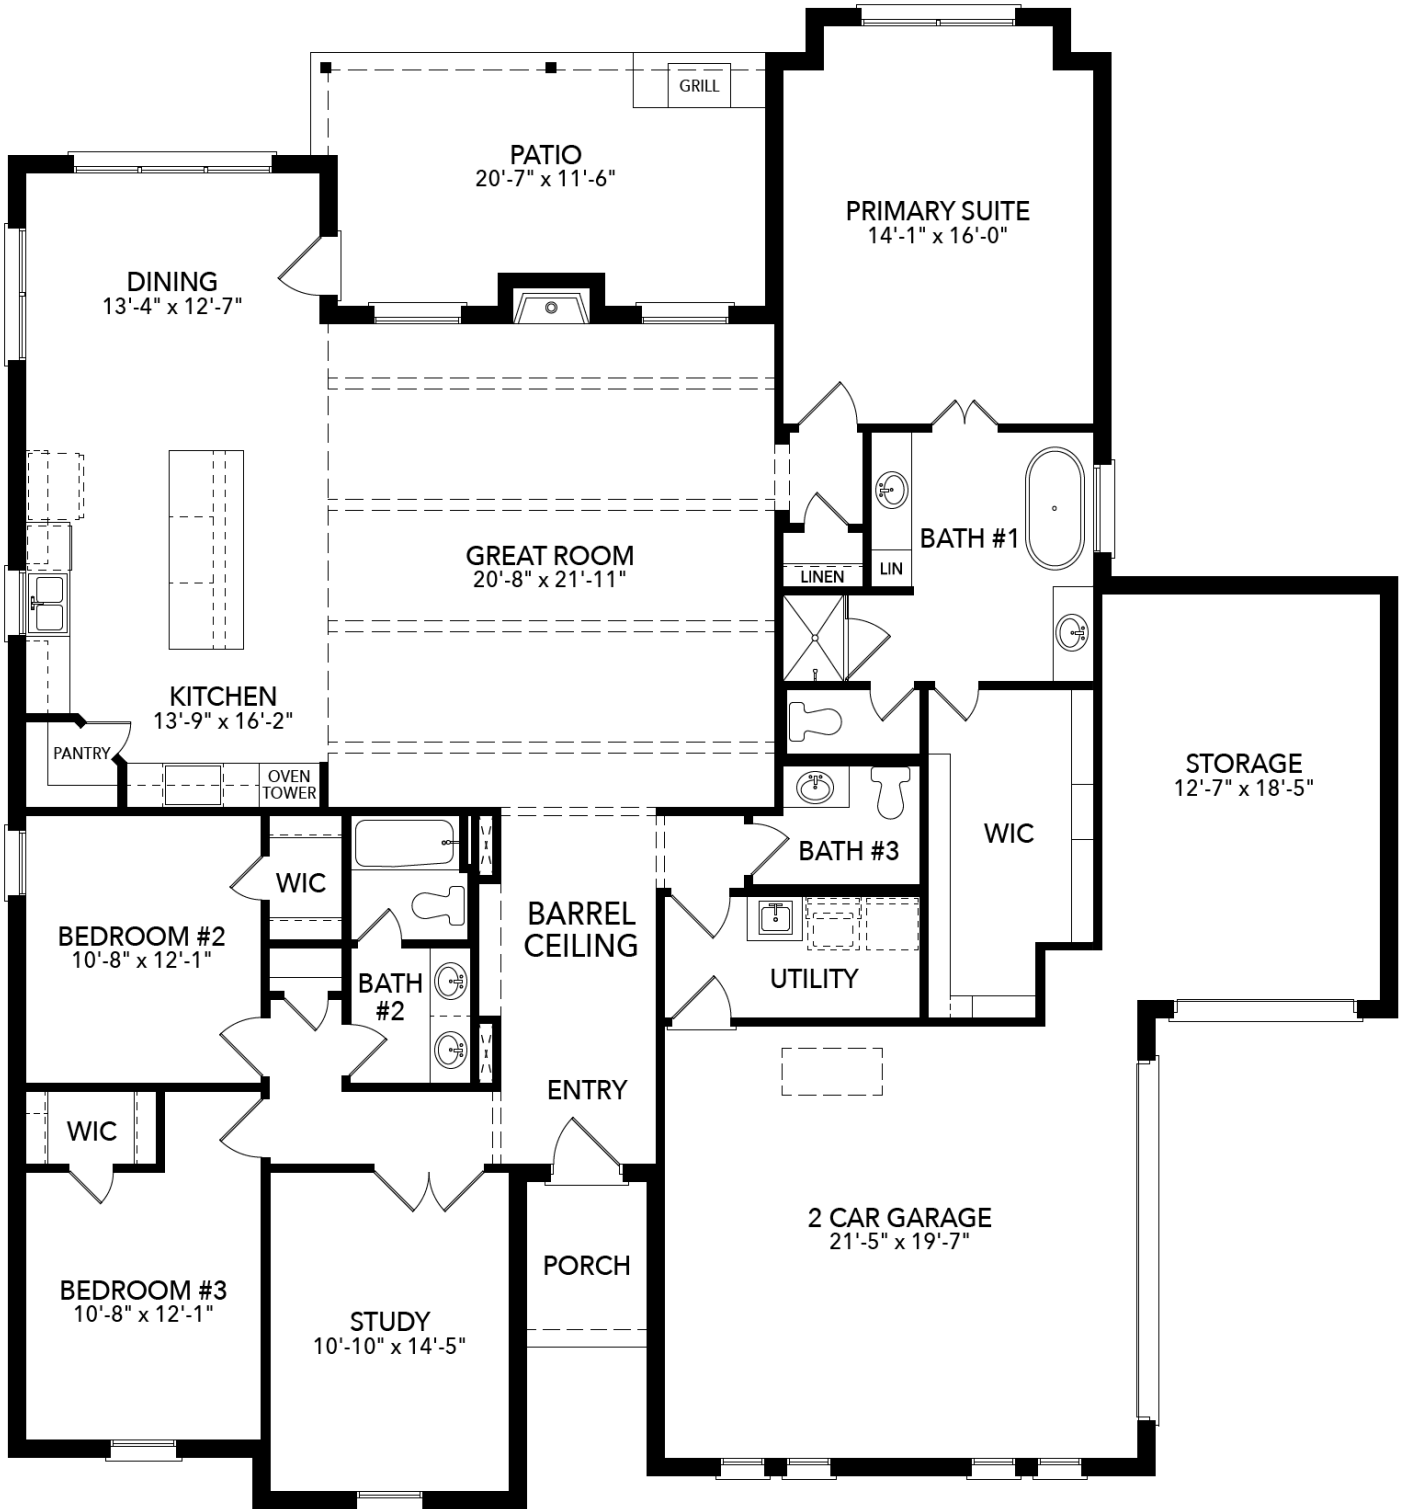 GRILL
PATIO
20'-7" x 11'-6"
PRIMARY SUITE
14'-1" x 16'-0"
DINING
13'-4" x 12'-7"
GREAT ROOM
20'-8" x 21'-11"
BATH #1
LINEN
LIN
KITCHEN
13'-9" x 16'-2"
PANTRY
OVEN
TOWER
STORAGE
12'-7" x 18'-5"
WIC
BATH #3
WIC
BARREL
CEILING
BEDROOM #2
10'-8" x 12'-1"
BATH
#2
UTILITY
ENTRY
WIC
2 CAR GARAGE
21'-5" x 19'-7"
PORCH
BEDROOM #3
10'-8" x 12'-1"
STUDY
10'-10" x 14'-5"